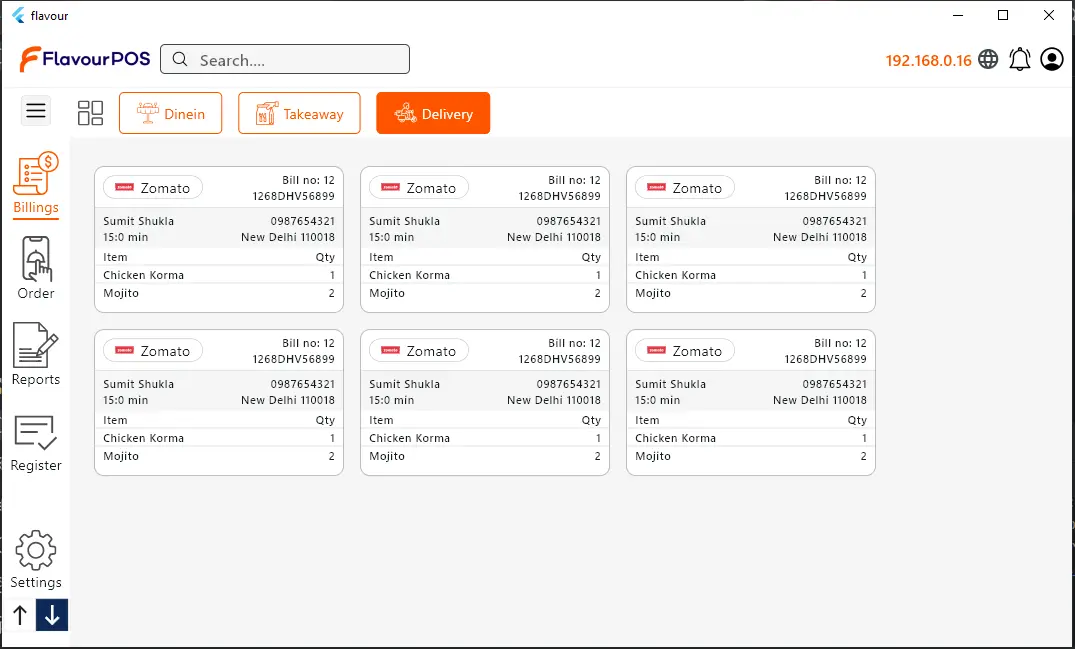 flavour
FlavourPOS
Search....
192.168.0.16
Dinein
Takeaway
Delivery
Billings
Order
Reports
Register
Settings
zomato Zomato Bill no: 12
1268DHV56899
Sumit Shukla 0987654321
15:0 min New Delhi 110018
Item Qty
Chicken Korma 1
Mojito 2
zomato Zomato Bill no: 12
1268DHV56899
Sumit Shukla 0987654321
15:0 min New Delhi 110018
Item Qty
Chicken Korma 1
Mojito 2
zomato Zomato Bill no: 12
1268DHV56899
Sumit Shukla 0987654321
15:0 min New Delhi 110018
Item Qty
Chicken Korma 1
Mojito 2
zomato Zomato Bill no: 12
1268DHV56899
Sumit Shukla 0987654321
15:0 min New Delhi 110018
Item Qty
Chicken Korma 1
Mojito 2
zomato Zomato Bill no: 12
1268DHV56899
Sumit Shukla 0987654321
15:0 min New Delhi 110018
Item Qty
Chicken Korma 1
Mojito 2
zomato Zomato Bill no: 12
1268DHV56899
Sumit Shukla 0987654321
15:0 min New Delhi 110018
Item Qty
Chicken Korma 1
Mojito 2